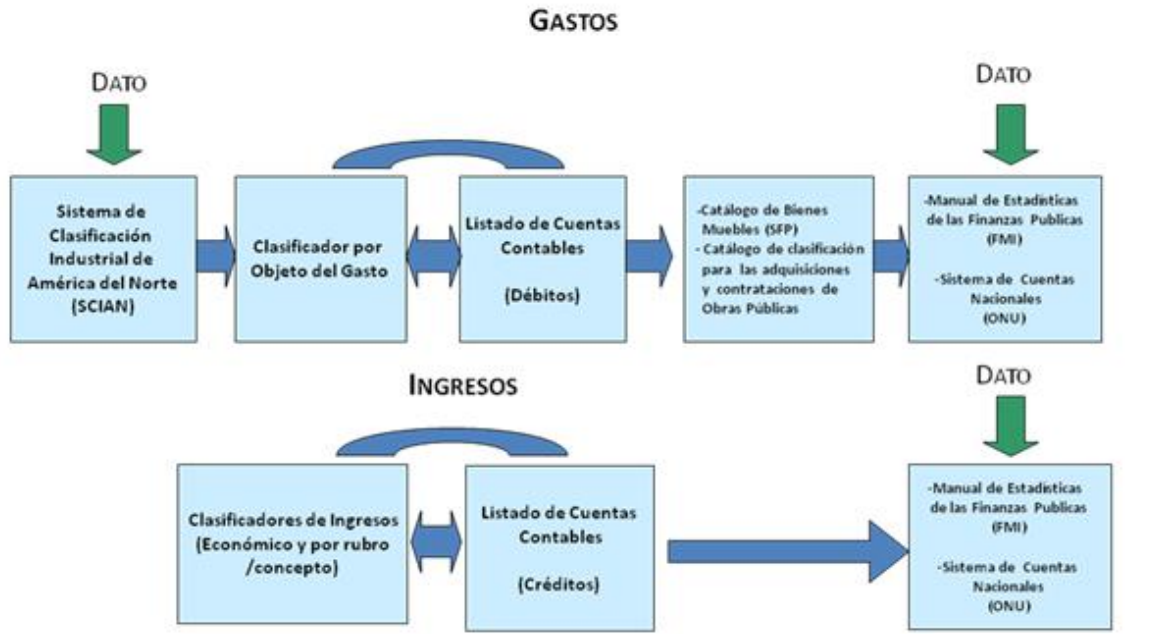 GASTOS
DATO
DATO
Sistema de
Clasificación
Industrial de
América del Norte
(SCIAN)
Clasificador por
Objeto del Gasto
Listado de Cuentas
Contables
(Débitos)
-Catálogo de Bienes
Muebles (SFP)
- Catálogo de clasificación
para las adquisiciones
y contrataciones de
Obras Públicas
-Manual de Estadísticas
de las Finanzas Publicas
(FMI)
-Sistema de Cuentas
Nacionales
(ONU)
INGRESOS
DATO
Clasificadores de Ingresos
(Económico y por rubro
/concepto)
Listado de Cuentas
Contables
(Créditos)
-Manual de Estadísticas
de las Finanzas Publicas
(FMI)
-Sistema de Cuentas
Nacionales
(ONU)